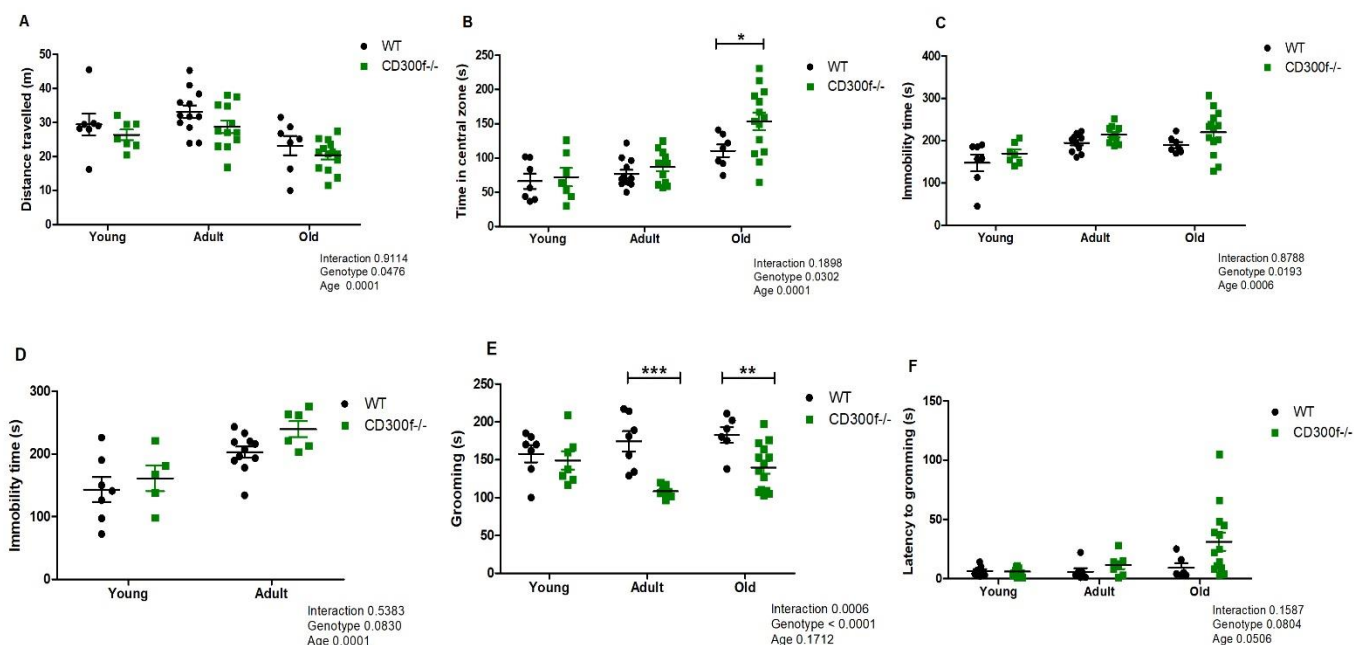 A
Distance travelled (m)
50
40
30
20
10
0
Young Adult Old
WT
CD300f-/-
Interaction 0.9114
Genotype 0.0476
Age 0.0001
B
Time in central zone (s)
250
200
150
100
50
0
*
Young Adult Old
WT
CD300f-/-
Interaction 0.1898
Genotype 0.0302
Age 0.0001
C
Immobility time (s)
400
300
200
100
0
Young Adult Old
WT
CD300f-/-
Interaction 0.8788
Genotype 0.0193
Age 0.0006
D
Immobility time (s)
300
200
100
0
Young Adult
WT
CD300f-/-
Interaction 0.5383
Genotype 0.0830
Age 0.0001
E
Grooming (s)
250
200
150
100
50
0
*** **
Young Adult Old
WT
CD300f-/-
Interaction 0.0006
Genotype < 0.0001
Age 0.1712
F
Latency to gromming (s)
150
100
50
0
Young Adult Old
WT
CD300f-/-
Interaction 0.1587
Genotype 0.0804
Age 0.0506